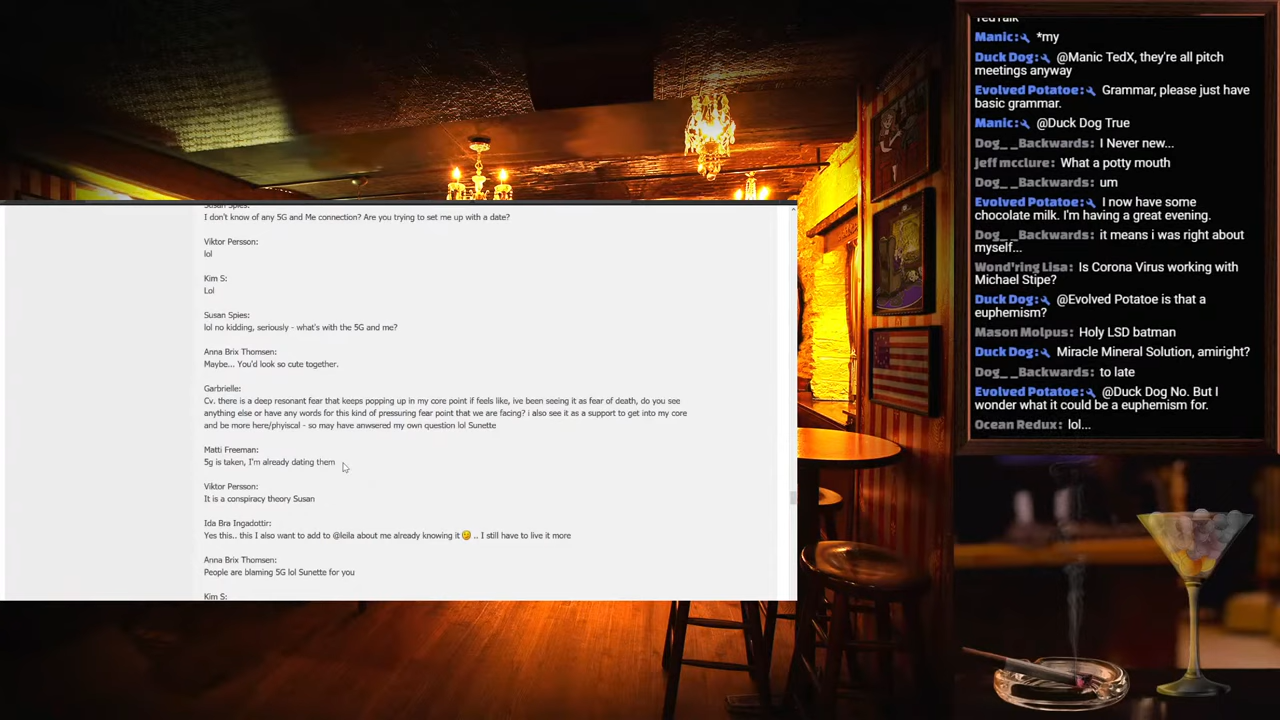 Susan Spies:
I don't know of any 5G and Me connection? Are you trying to set me up with a date?
Viktor Persson:
lol
Kim S:
Lol
Susan Spies:
lol no kidding, seriously - what's with the 5G and me?
Anna Brix Thomsen:
Maybe... You'd look so cute together.
Garbrielle:
Cv. there is a deep resonant fear that keeps popping up in my core point if feels like, ive been seeing it as fear of death, do you see
anything else or have any words for this kind of pressuring fear point that we are facing? i also see it as a support to get into my core
and be more here/phyiscal - so may have anwsered my own question lol Sunette
Matti Freeman:
5g is taken, I'm already dating them
Viktor Persson:
It is a conspiracy theory Susan
Ida Bra Ingadottir:
Yes this.. this I also want to add to @leila about me already knowing it 😉 .. I still have to live it more
Anna Brix Thomsen:
People are blaming 5G lol Sunette for you
Kim S:
TedTalk
Manic: *my
Duck Dog: @Manic TedX, they're all pitch
meetings anyway
Evolved Potatoe: Grammar, please just have
basic grammar.
Manic: @Duck Dog True
Dog_ _Backwards: I Never new...
jeff mcclure: What a potty mouth
Dog_ _Backwards: um
Evolved Potatoe: I now have some
chocolate milk. I'm having a great evening.
Dog_ _Backwards: it means i was right about
myself...
Wond'ring Lisa: Is Corona Virus working with
Michael Stipe?
Duck Dog: @Evolved Potatoe is that a
euphemism?
Mason Molpus: Holy LSD batman
Duck Dog: Miracle Mineral Solution, amiright?
Dog_ _Backwards: to late
Evolved Potatoe: @Duck Dog No. But I
wonder what it could be a euphemism for.
Ocean Redux: lol...